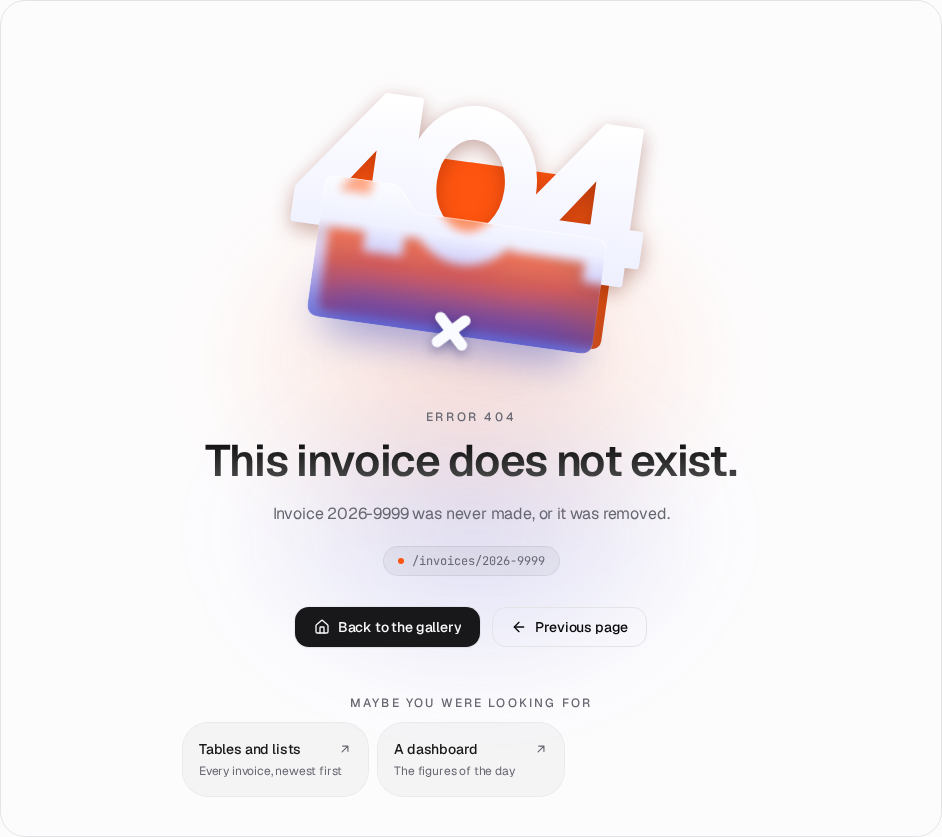 404
ERROR 404
This invoice does not exist.
Invoice 2026-9999 was never made, or it was removed.
/invoices/2026-9999
Back to the gallery
Previous page
MAYBE YOU WERE LOOKING FOR
Tables and lists
Every invoice, newest first
A dashboard
The figures of the day